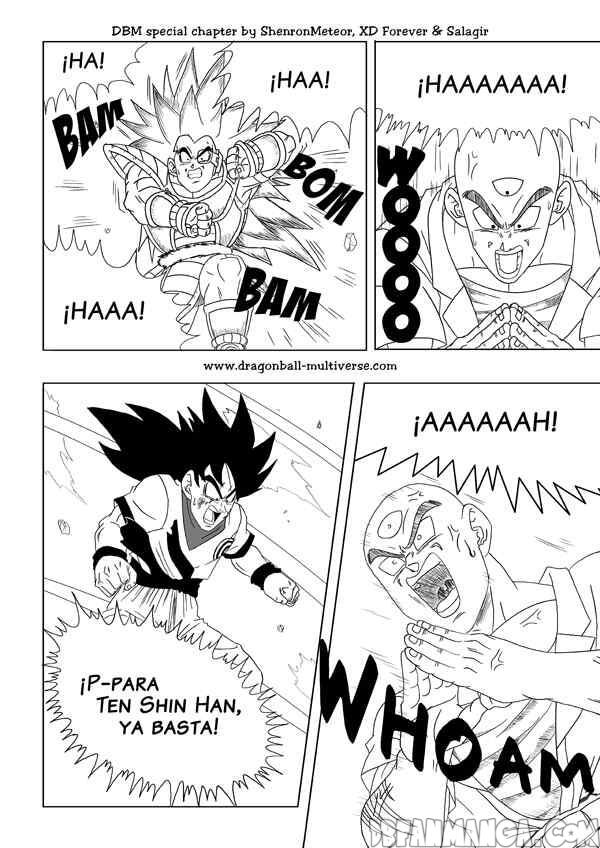 DBM special chapter by ShenronMeteor, XD Forever & Salagir
¡HA!
¡HAA!
BAM
BOM
BAM
¡HAAA!
¡HAAAAAAA!
WOOOO
www.dragonball-multiverse.com
¡P-PARA
TEN SHIN HAN,
YA BASTA!
¡AAAAAAH!
WHOAM
DBFANMANGA.COM